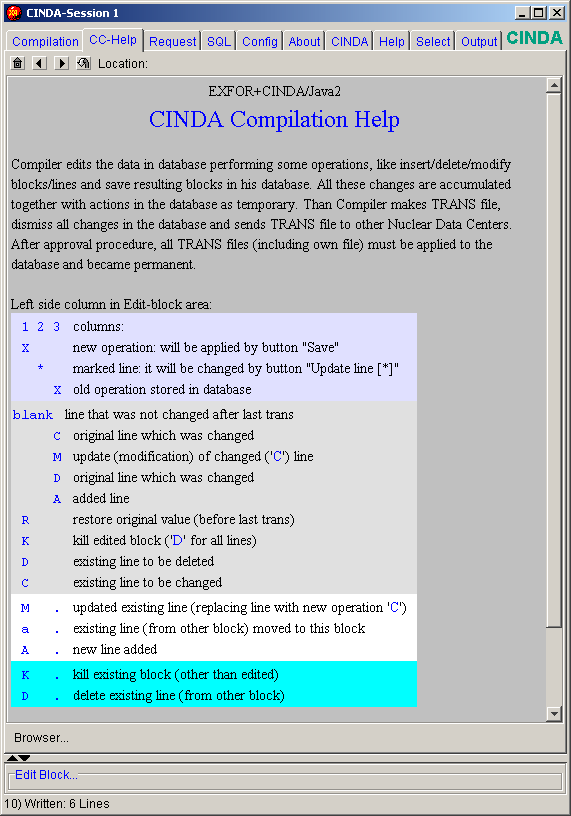 CINDA-Session 1
Compilation CC-Help Request SQL Config About CINDA Help Select Output CINDA
Location:
EXFOR+CINDA/Java2
CINDA Compilation Help
Compiler edits the data in database performing some operations, like insert/delete/modify
blocks/lines and save resulting blocks in his database. All these changes are accumulated
together with actions in the database as temporary. Than Compiler makes TRANS file,
dismiss all changes in the database and sends TRANS file to other Nuclear Data Centers.
After approval procedure, all TRANS files (including own file) must be applied to the
database and became permanent.
Left side column in Edit-block area:
1 2 3 columns:
X new operation: will be applied by button "Save"
* marked line: it will be changed by button "Update line [*]"
X old operation stored in database
blank line that was not changed after last trans
C original line which was changed
M update (modification) of changed ('C') line
D original line which was changed
A added line
R restore original value (before last trans)
K kill edited block ('D' for all lines)
D existing line to be deleted
C existing line to be changed
M . updated existing line (replacing line with new operation 'C')
a . existing line (from other block) moved to this block
A . new line added
K . kill existing block (other than edited)
D . delete existing line (from other block)
Browser...
Edit Block...
10) Written: 6 Lines